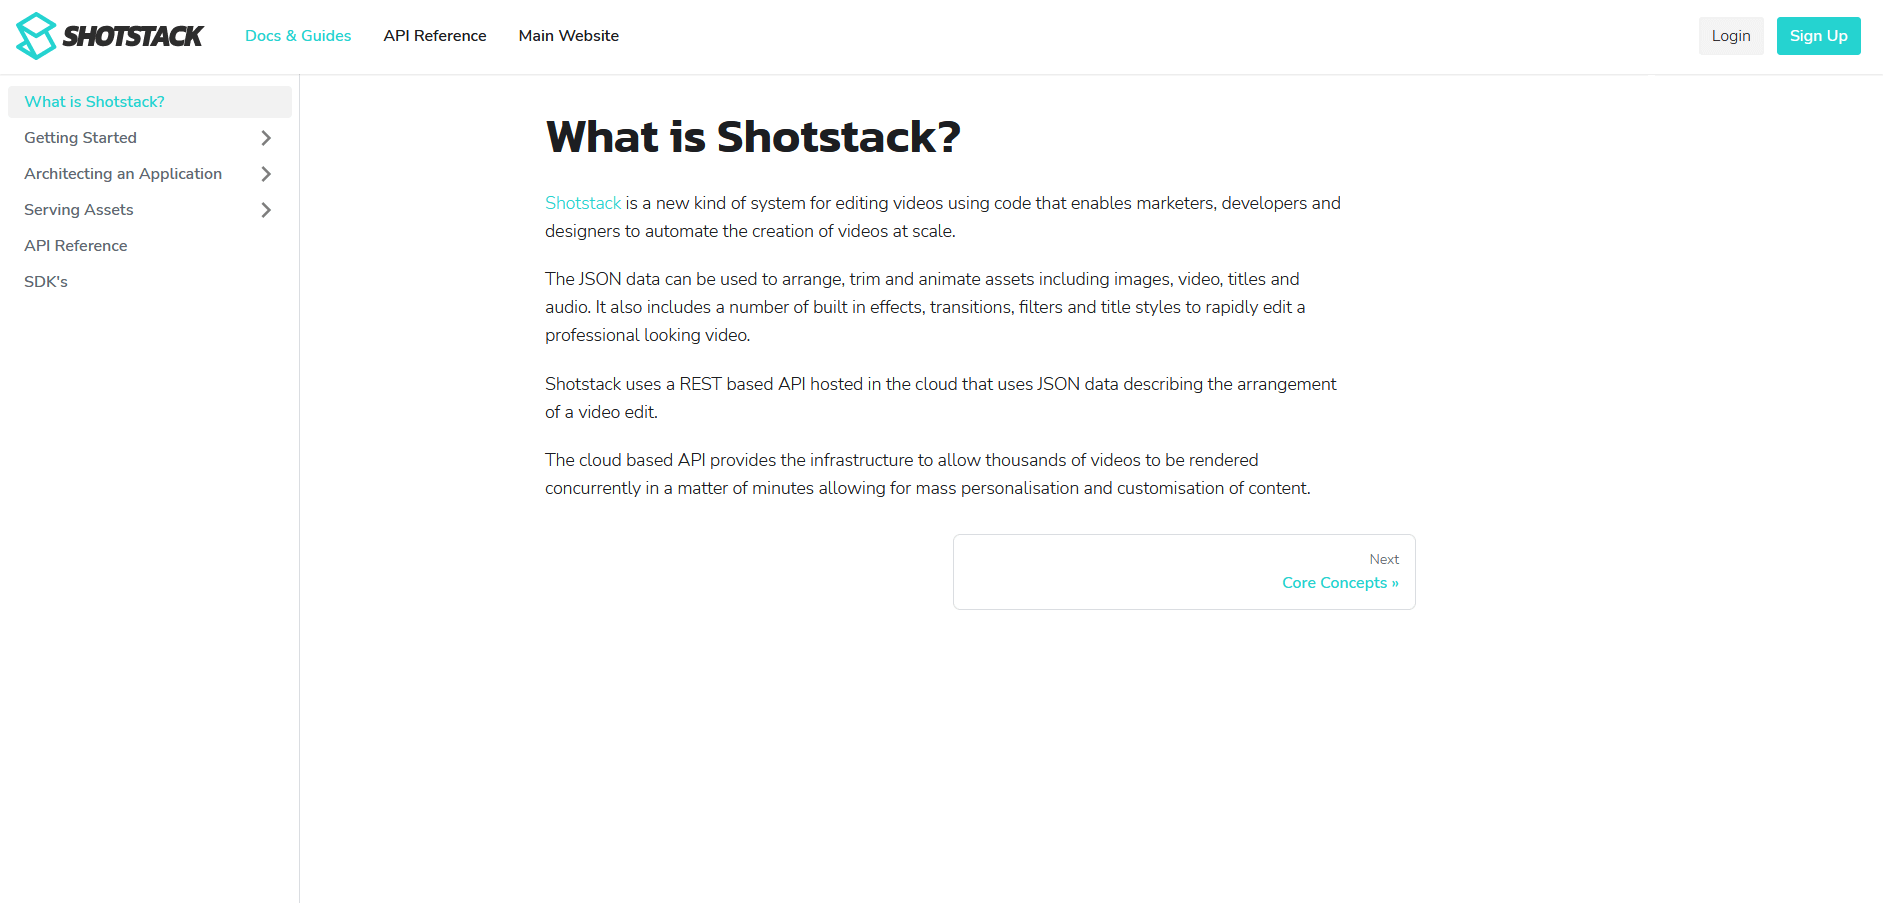 SHOTSTACK
Docs & Guides
API Reference
Main Website
Login
Sign Up
What is Shotstack?
Getting Started
Architecting an Application
Serving Assets
API Reference
SDK's
What is Shotstack?
Shotstack is a new kind of system for editing videos using code that enables marketers, developers and
designers to automate the creation of videos at scale.
The JSON data can be used to arrange, trim and animate assets including images, video, titles and
audio. It also includes a number of built in effects, transitions, filters and title styles to rapidly edit a
professional looking video.
Shotstack uses a REST based API hosted in the cloud that uses JSON data describing the arrangement
of a video edit.
The cloud based API provides the infrastructure to allow thousands of videos to be rendered
concurrently in a matter of minutes allowing for mass personalisation and customisation of content.
Next
Core Concepts »